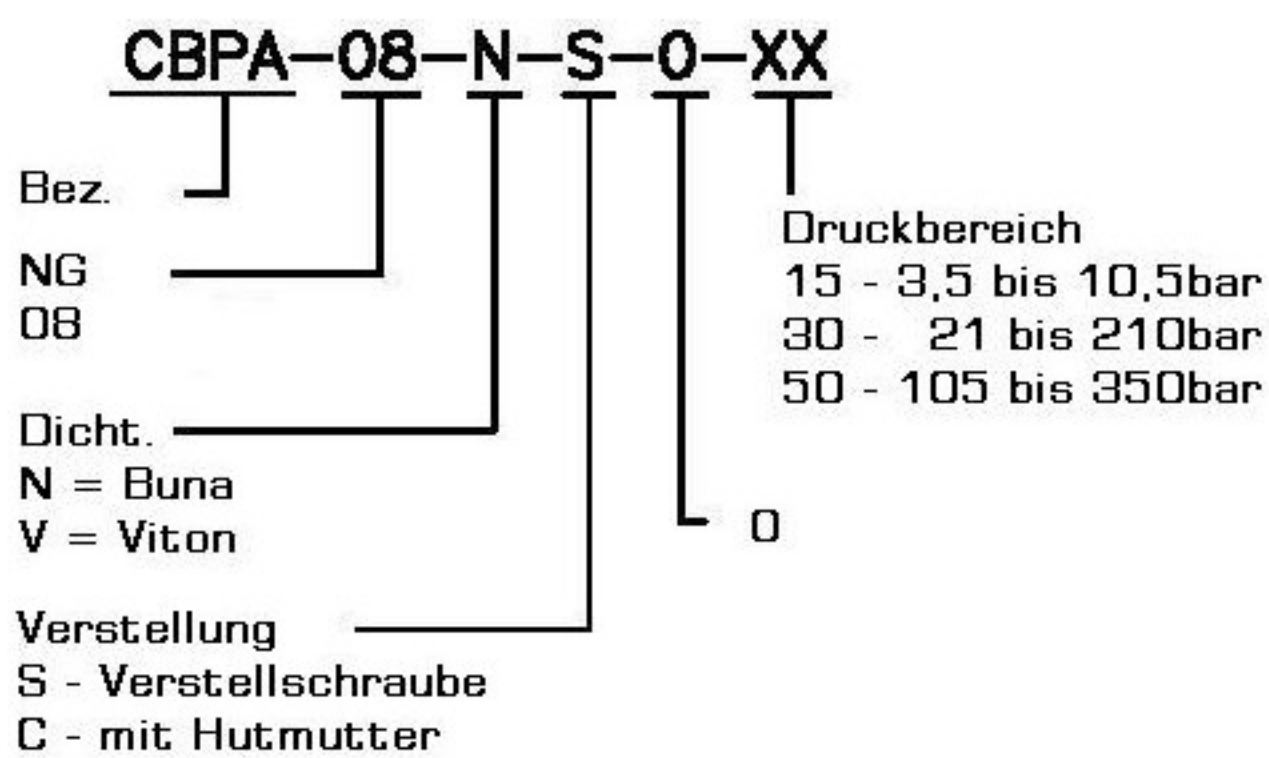 CBPA-08-N-S-0-XX
Bez.
NG
08
Dicht.
N = Buna
V = Viton
Verstellung
S - Verstellschraube
C - mit Hutmutter
0
Druckbereich
15 - 3,5 bis 10,5bar
30 - 21 bis 210bar
50 - 105 bis 350bar